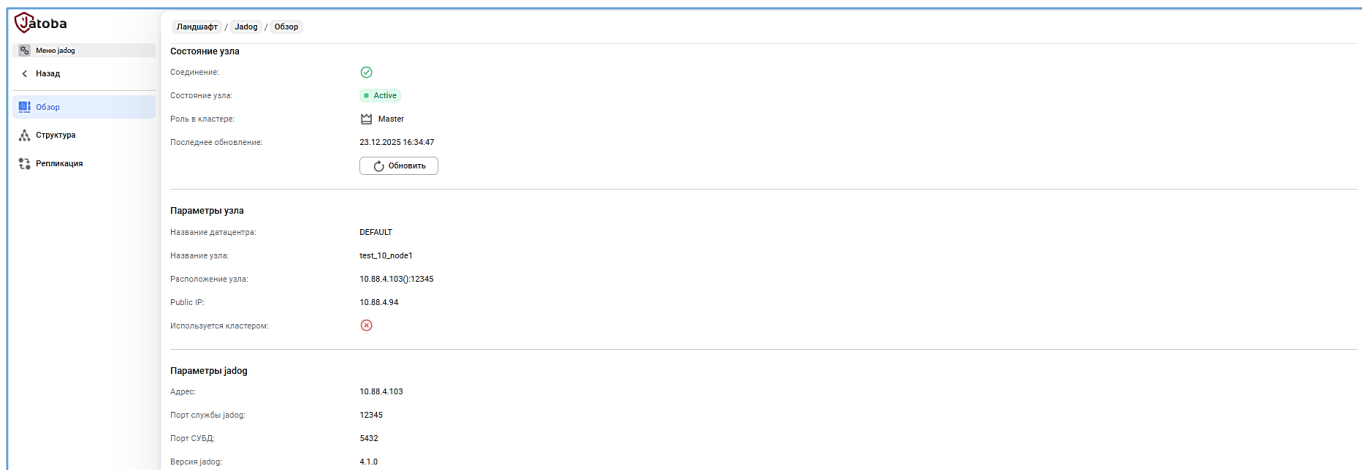 Jatoba
Меню jadog
Назад
Обзор
Структура
Репликация
Ландшафт / Jadog / Обзор
Состояние узла
Соединение:
Состояние узла: Active
Роль в кластере: Master
Последнее обновление: 23.12.2025 16:34:47
Обновить
Параметры узла
Название датацентра: DEFAULT
Название узла: test_10_node1
Расположение узла: 10.88.4.103():12345
Public IP: 10.88.4.94
Используется кластером:
Параметры jadog
Адрес: 10.88.4.103
Порт службы jadog: 12345
Порт СУБД: 5432
Версия jadog: 4.1.0